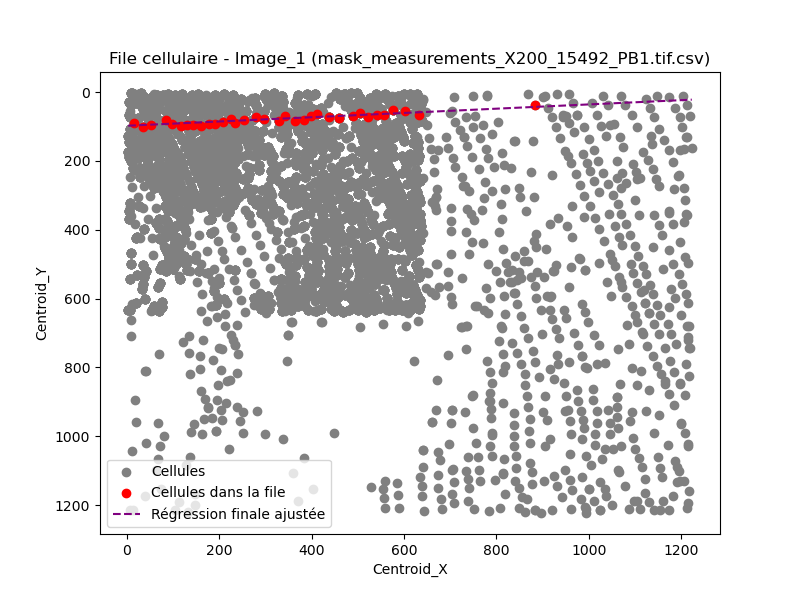 File cellulaire - Image_1 (mask_measurements_X200_15492_PB1.tif.csv)
0
200
400
600
800
1000
1200
Centroid_Y
Cellules
Cellules dans la file
Régression finale ajustée
0 200 400 600 800 1000 1200
Centroid_X